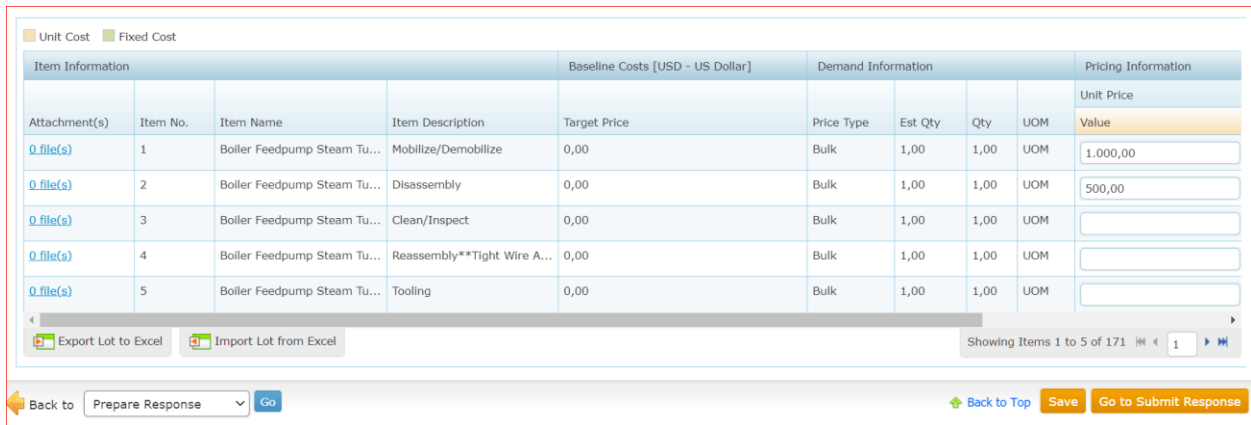 Unit Cost Fixed Cost
Item Information Baseline Costs [USD - US Dollar] Demand Information Pricing Information
Unit Price
Attachment(s) Item No. Item Name Item Description Target Price Price Type Est Qty Qty UOM Value
0 file(s) 1 Boiler Feedpump Steam Tu... Mobilize/Demobilize 0,00 Bulk 1,00 1,00 UOM 1.000,00
0 file(s) 2 Boiler Feedpump Steam Tu... Disassembly 0,00 Bulk 1,00 1,00 UOM 500,00
0 file(s) 3 Boiler Feedpump Steam Tu... Clean/Inspect 0,00 Bulk 1,00 1,00 UOM
0 file(s) 4 Boiler Feedpump Steam Tu... Reassembly**Tight Wire A... 0,00 Bulk 1,00 1,00 UOM
0 file(s) 5 Boiler Feedpump Steam Tu... Tooling 0,00 Bulk 1,00 1,00 UOM
Export Lot to Excel Import Lot from Excel Showing Items 1 to 5 of 171 1
Back to Prepare Response Go Back to Top Save Go to Submit Response